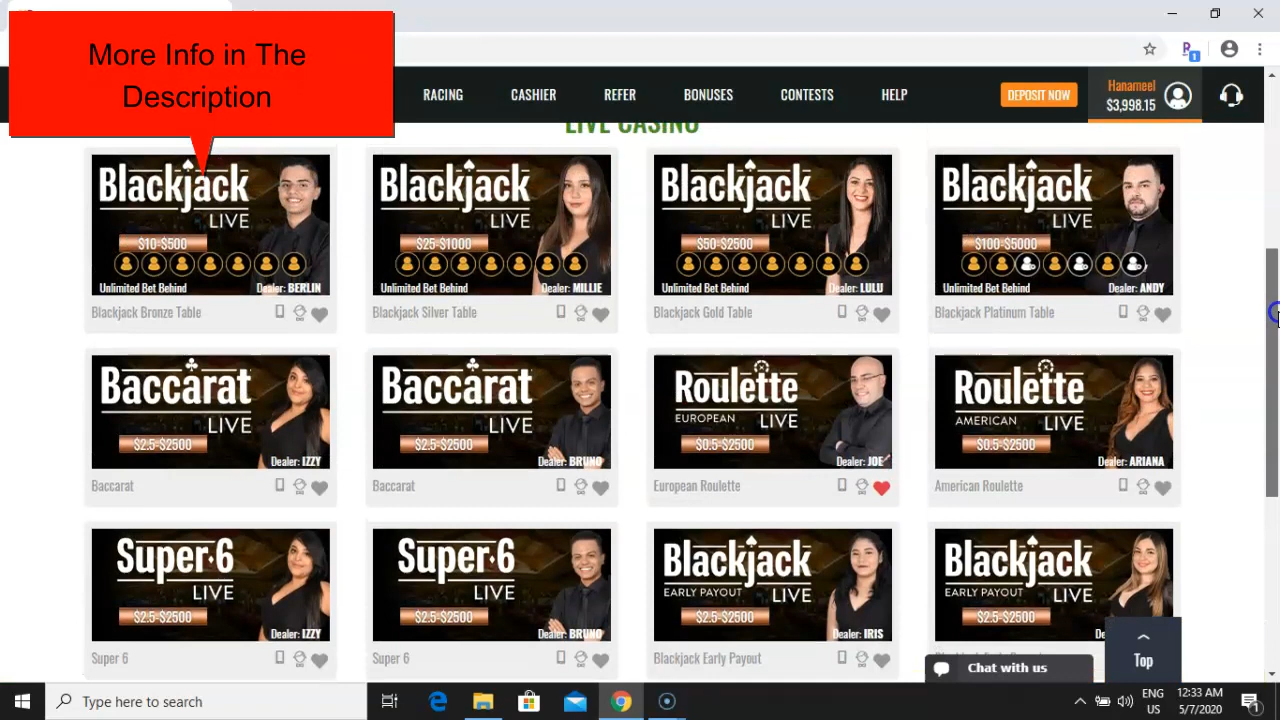 More Info in The
Description
RACING
CASHIER
REFER
BONUSES
CONTESTS
HELP
DEPOSIT NOW
Hanameel
$3,998.15
LIVE CASINO
Blackjack
LIVE
$10-$500
Unlimited Bet Behind
Dealer: BERLIN
Blackjack Bronze Table
Blackjack
LIVE
$25-$1000
Unlimited Bet Behind
Dealer: MILLIE
Blackjack Silver Table
Blackjack
LIVE
$50-$2500
Unlimited Bet Behind
Dealer: LULU
Blackjack Gold Table
Blackjack
LIVE
$100-$5000
Unlimited Bet Behind
Dealer: ANDY
Blackjack Platinum Table
Baccarat
LIVE
$2.5-$2500
Dealer: IZZY
Baccarat
Baccarat
LIVE
$2.5-$2500
Dealer: BRUNO
Baccarat
Roulette
EUROPEAN LIVE
$0.5-$2500
Dealer: JOE
European Roulette
Roulette
AMERICAN LIVE
$0.5-$2500
Dealer: ARIANA
American Roulette
Super 6
LIVE
$2.5-$2500
Dealer: IZZY
Super 6
Super 6
LIVE
$2.5-$2500
Dealer: BRUNO
Super 6
Blackjack
EARLY PAYOUT LIVE
$2.5-$2500
Dealer: IRIS
Blackjack Early Payout
Blackjack
EARLY PAYOUT LIVE
$2.5-$2500
Top
Chat with us
Type here to search
ENG
US
12:33 AM
5/7/2020